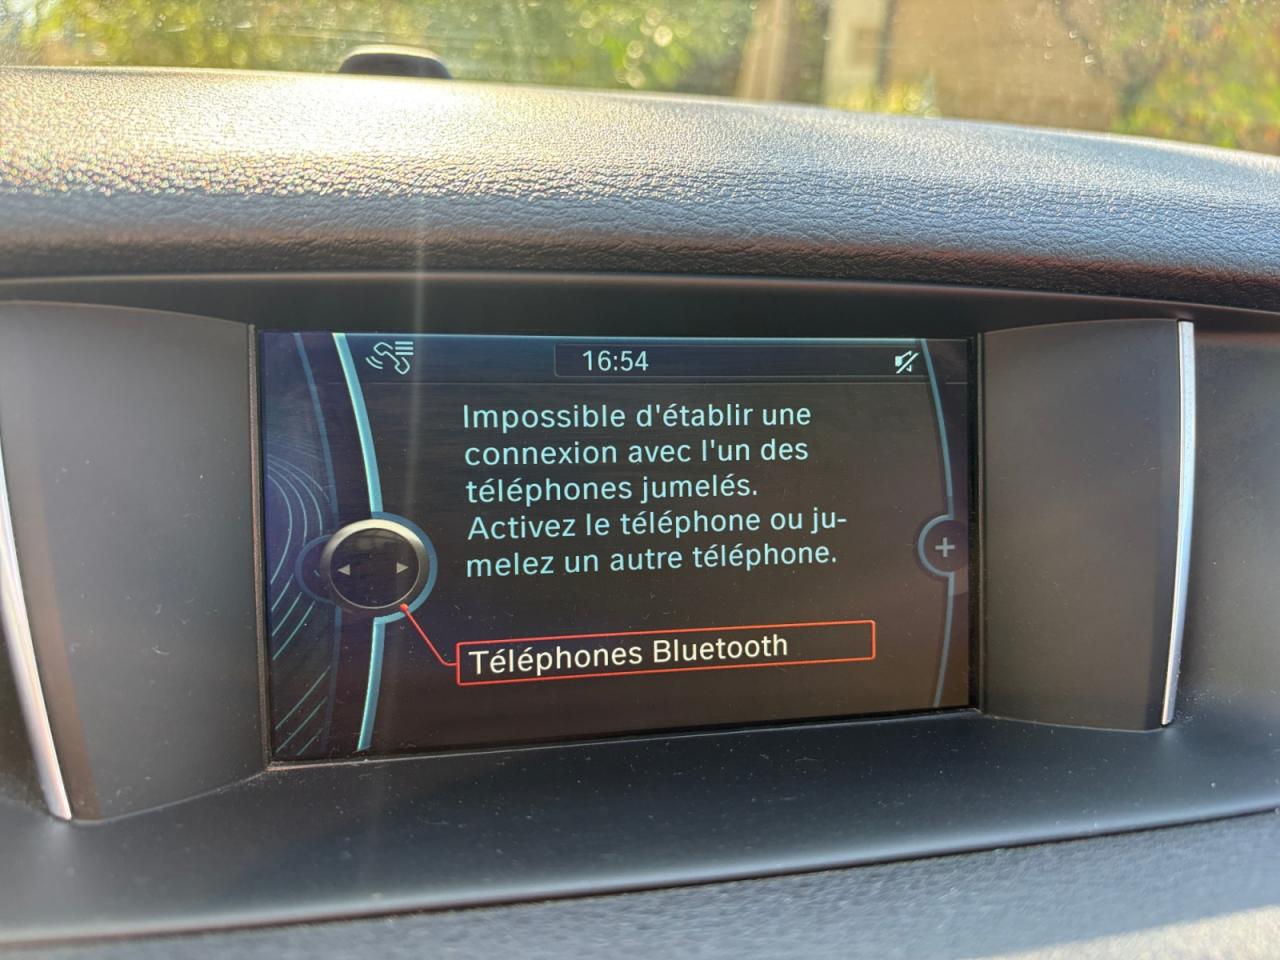 16:54
Impossible d'établir une
connexion avec l'un des
téléphones jumelés.
Activez le téléphone ou ju-
melez un autre téléphone.
+
Téléphones Bluetooth